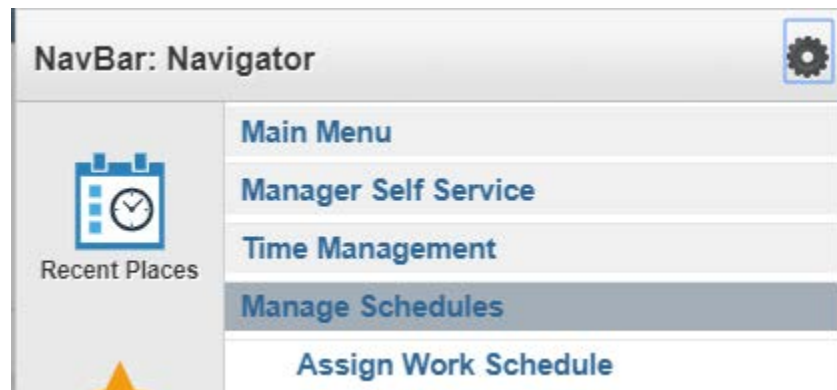 NavBar: Navigator
Main Menu
Manager Self Service
Time Management
Recent Places
Manage Schedules
Assign Work Schedule